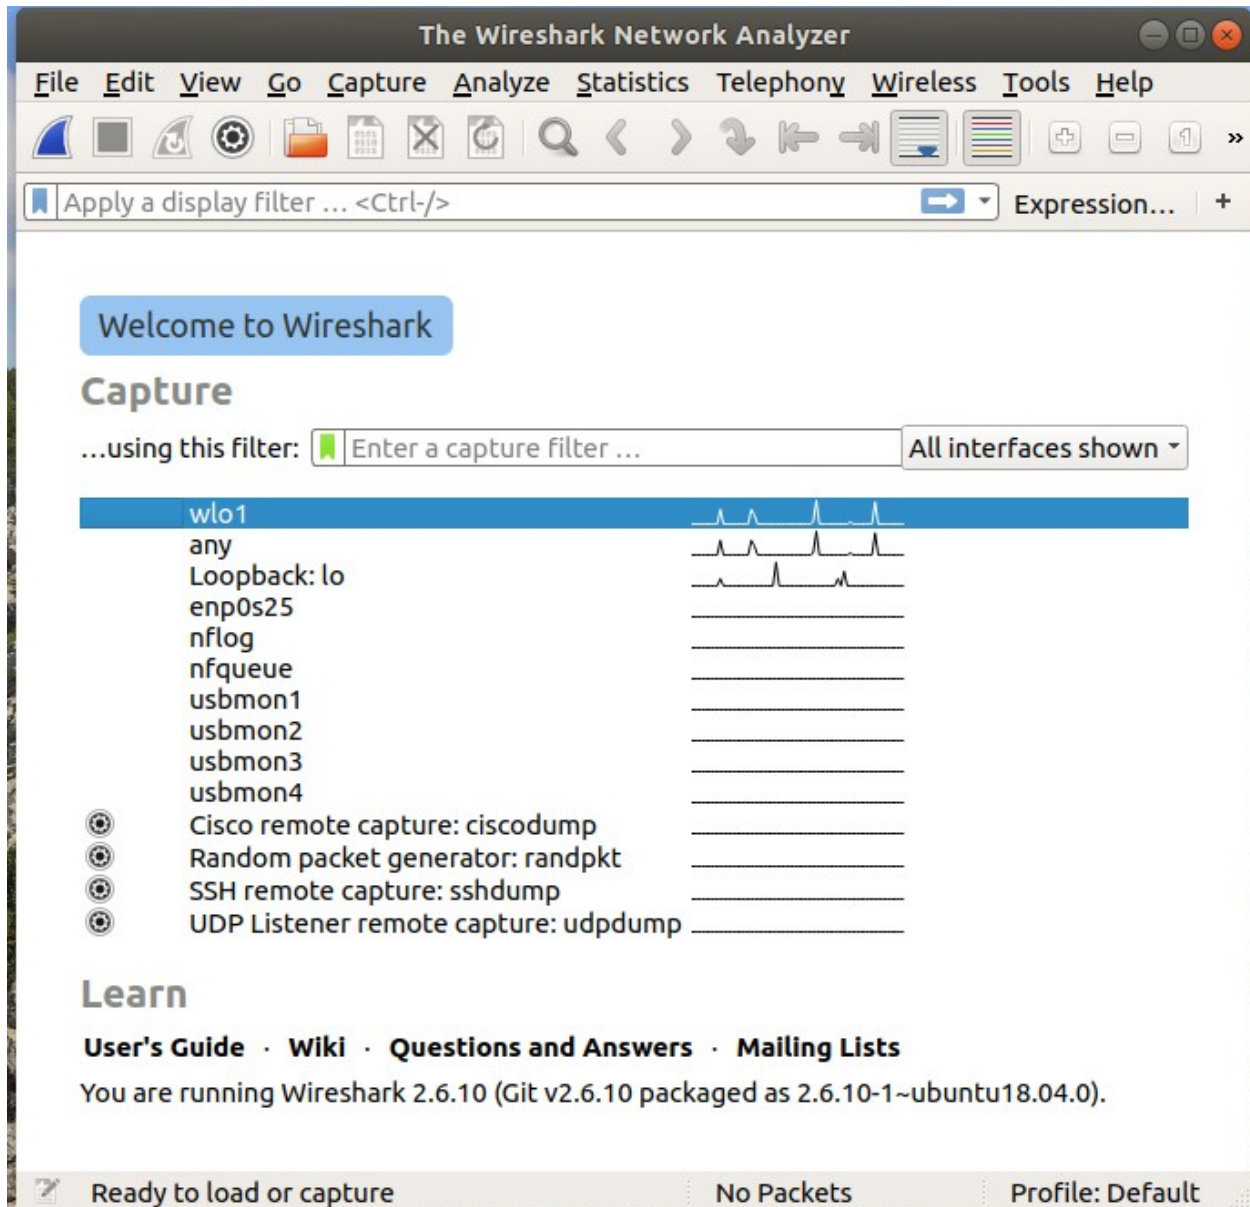 The Wireshark Network Analyzer
File Edit View Go Capture Analyze Statistics Telephony Wireless Tools Help
Apply a display filter … <Ctrl-/> Expression… +
Welcome to Wireshark
Capture
…using this filter: Enter a capture filter … All interfaces shown
wlo1
any
Loopback: lo
enp0s25
nflog
nfqueue
usbmon1
usbmon2
usbmon3
usbmon4
Cisco remote capture: ciscodump
Random packet generator: randpkt
SSH remote capture: sshdump
UDP Listener remote capture: udpdump
Learn
User's Guide · Wiki · Questions and Answers · Mailing Lists
You are running Wireshark 2.6.10 (Git v2.6.10 packaged as 2.6.10-1~ubuntu18.04.0).
Ready to load or capture No Packets Profile: Default